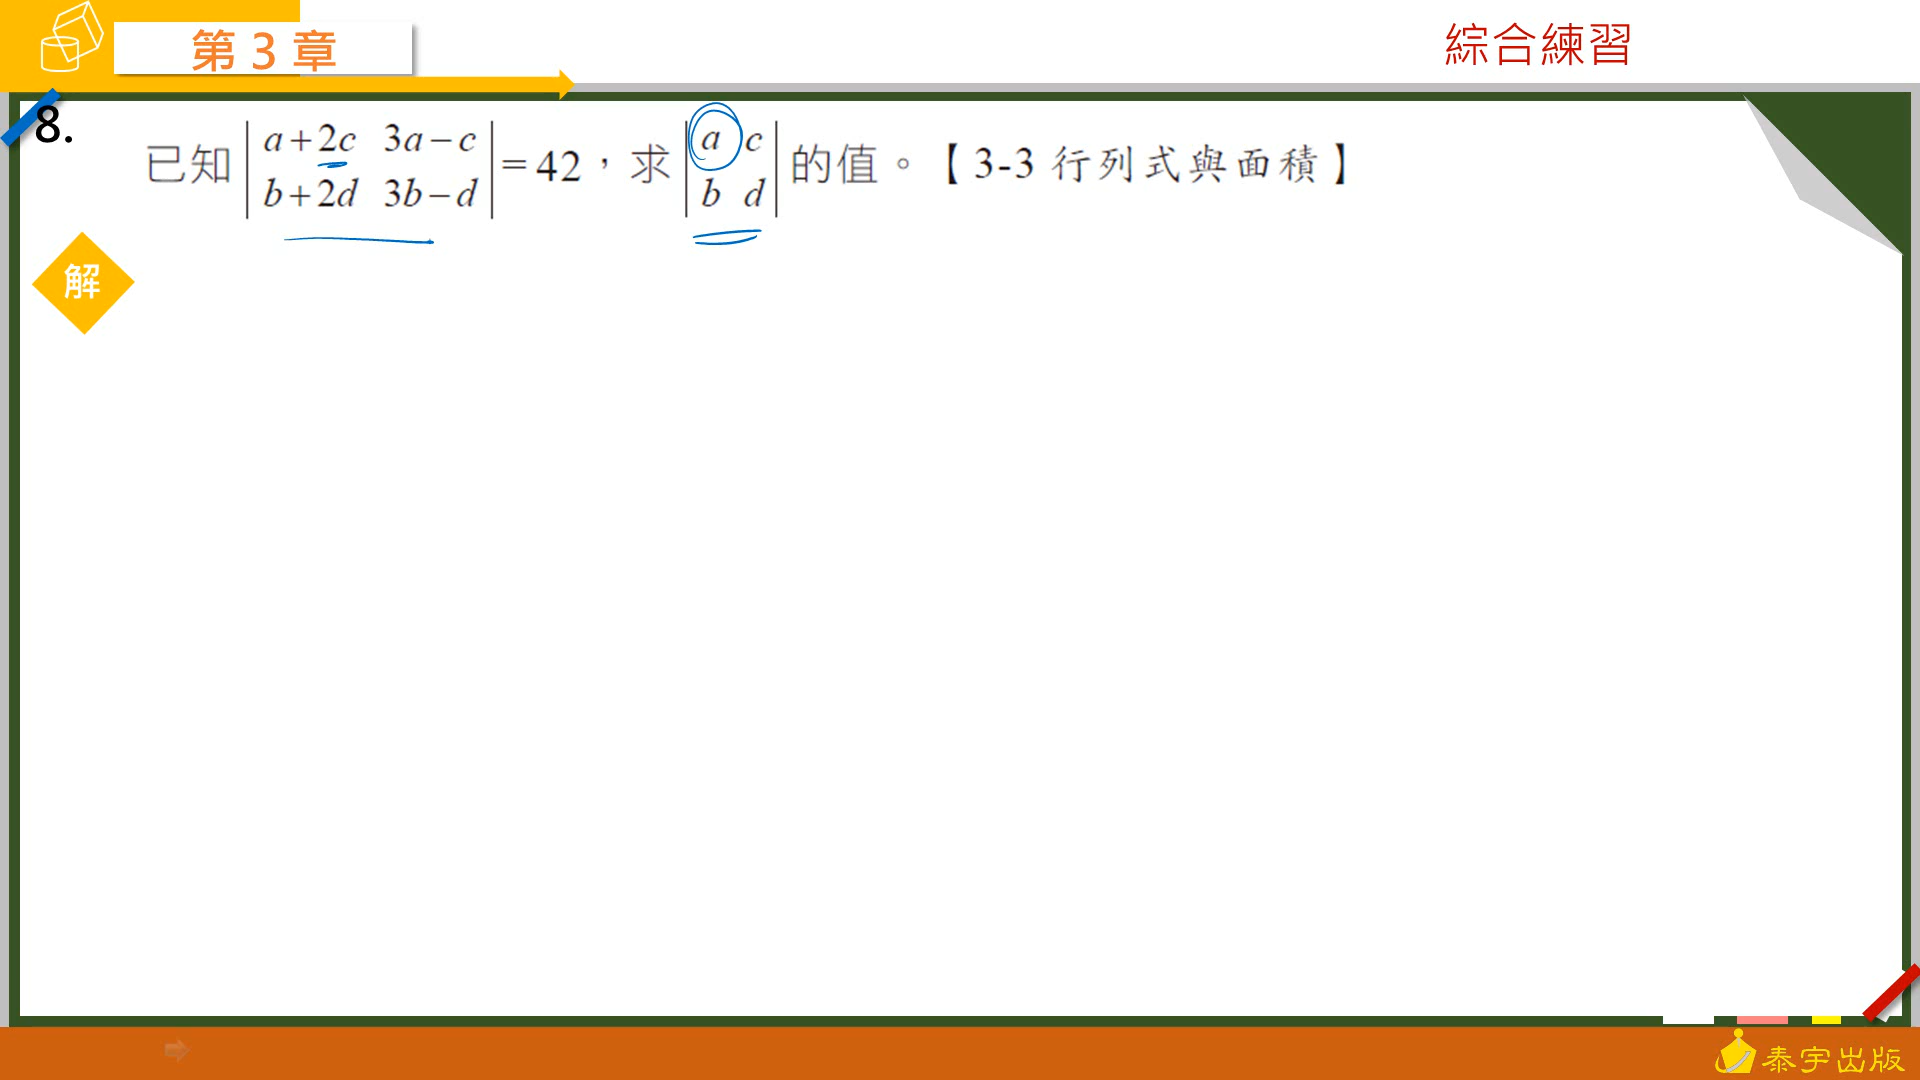 第 3 章
綜合練習
8.
已知 | a+2c 3a−c | = 42，求 | a c | 的值。【3-3 行列式與面積】
| b+2d 3b−d | | b d |
解
泰宇出版